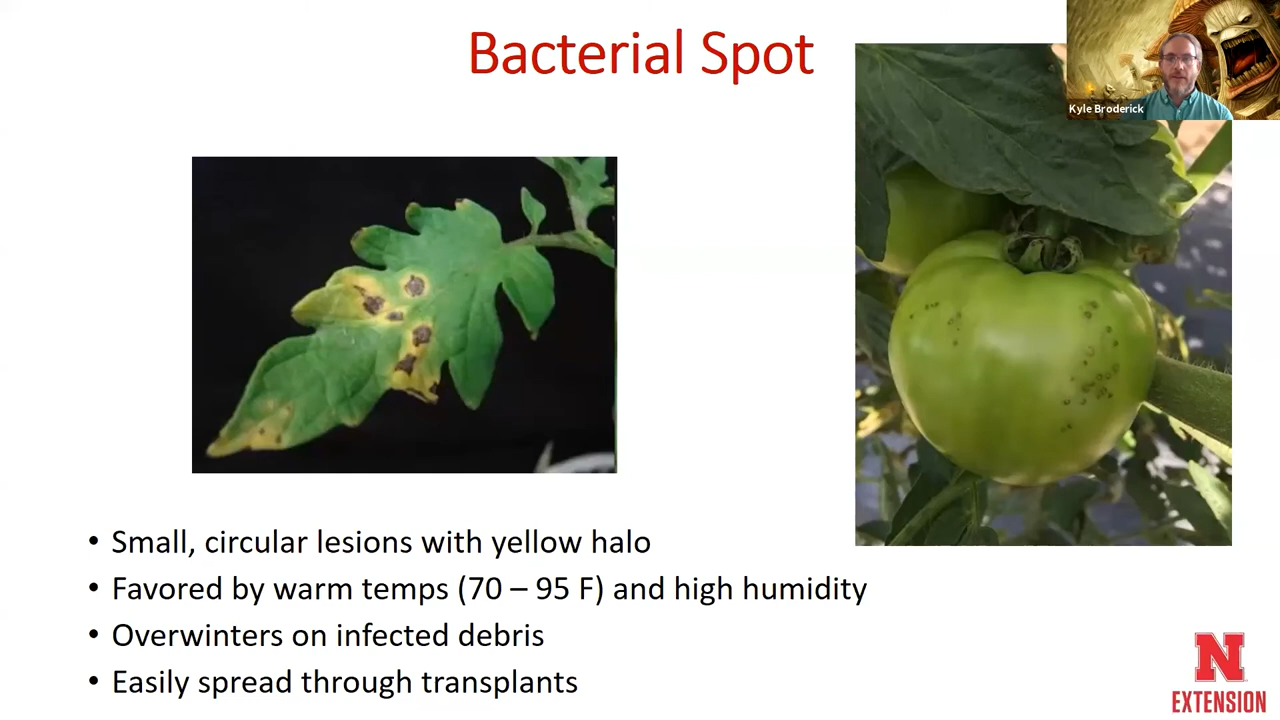 Bacterial Spot
Kyle Broderick
• Small, circular lesions with yellow halo
• Favored by warm temps (70 – 95 F) and high humidity
• Overwinters on infected debris
• Easily spread through transplants
N
EXTENSION